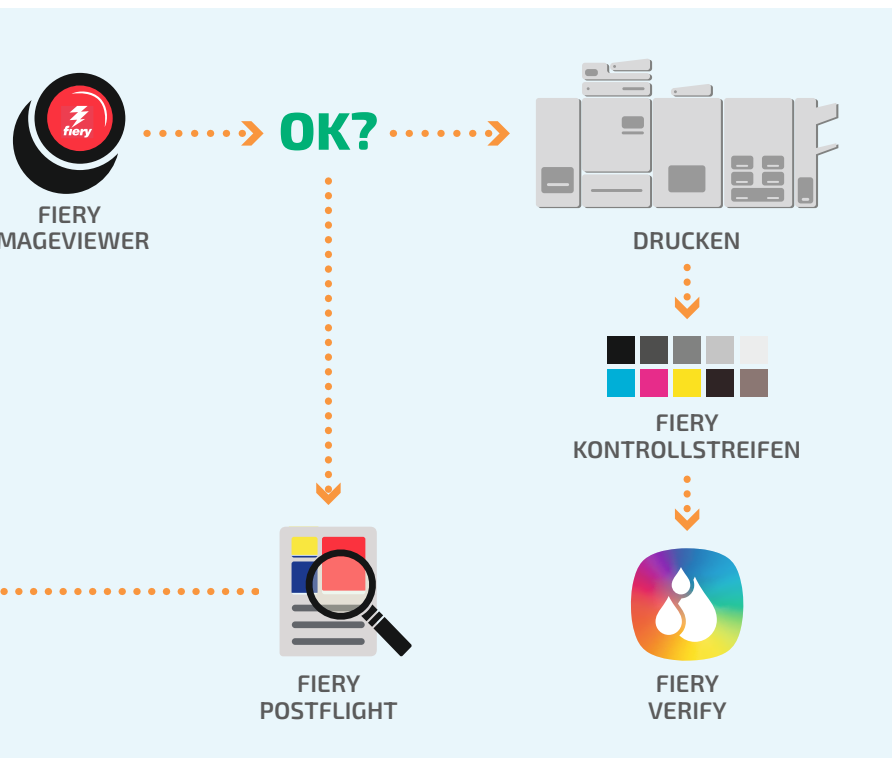 fiery
OK?
FIERY
MAGEVIEWER
DRUCKEN
FIERY
KONTROLLSTREIFEN
FIERY
POSTFLIGHT
FIERY
VERIFY